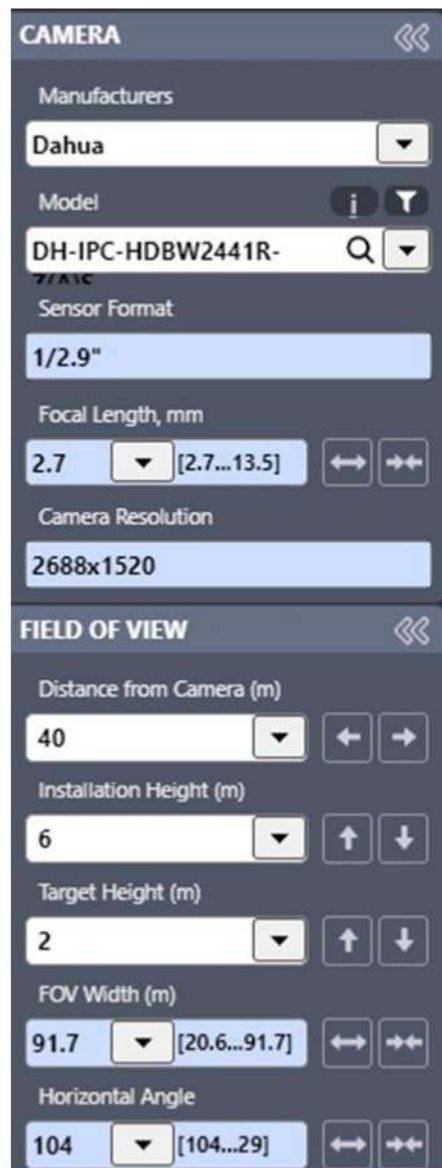 CAMERA
Manufacturers
Dahua
Model
i
DH-IPC-HDBW2441R-
Sensor Format
1/2.9"
Focal Length, mm
2.7 [2.7...13.5]
Camera Resolution
2688x1520
FIELD OF VIEW
Distance from Camera (m)
40
Installation Height (m)
6
Target Height (m)
2
FOV Width (m)
91.7 [20.6...91.7]
Horizontal Angle
104 [104...29]